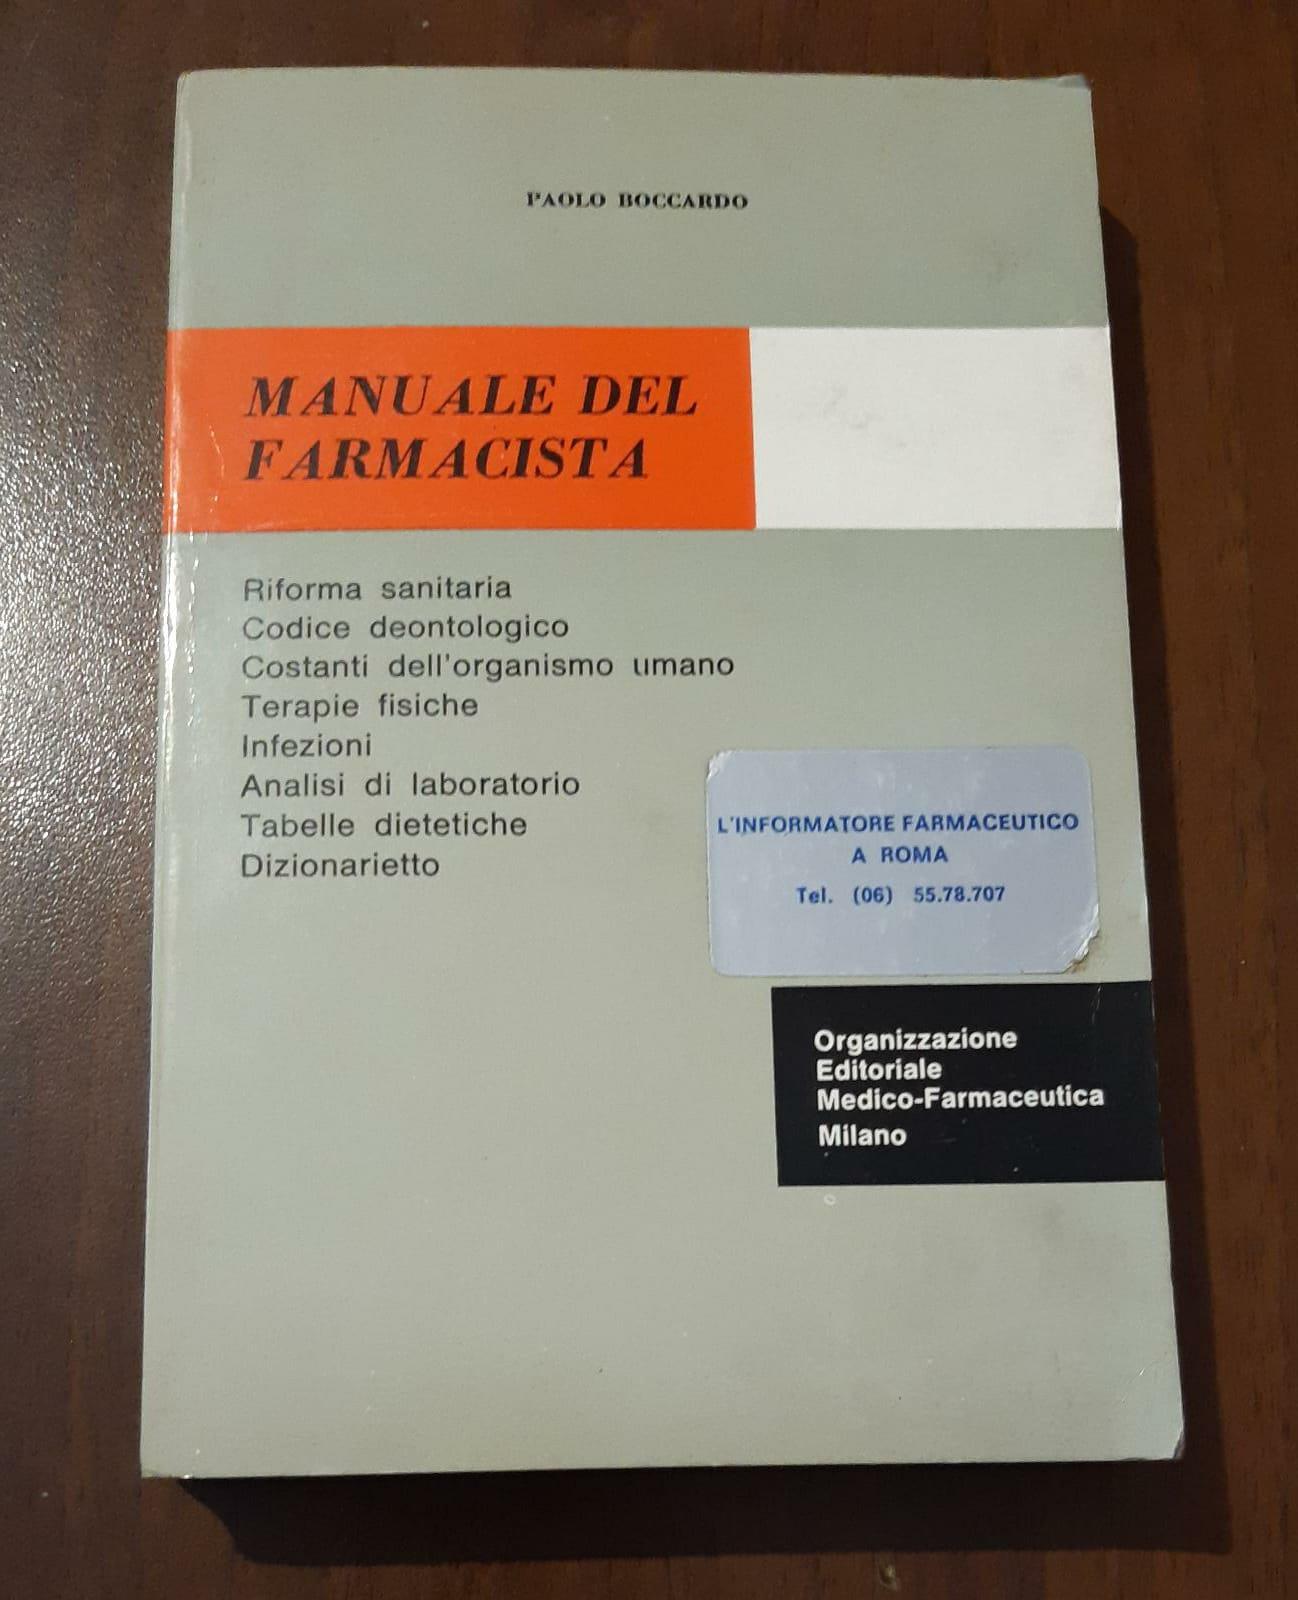 PAOLO BOCCARDO
MANUALE DEL
FARMACISTA
Riforma sanitaria
Codice deontologico
Costanti dell'organismo umano
Terapie fisiche
Infezioni
Analisi di laboratorio
Tabelle dietetiche
Dizionarietto
L'INFORMATORE FARMACEUTICO
A ROMA
Tel. (06) 55.78.707
Organizzazione
Editoriale
Medico-Farmaceutica
Milano